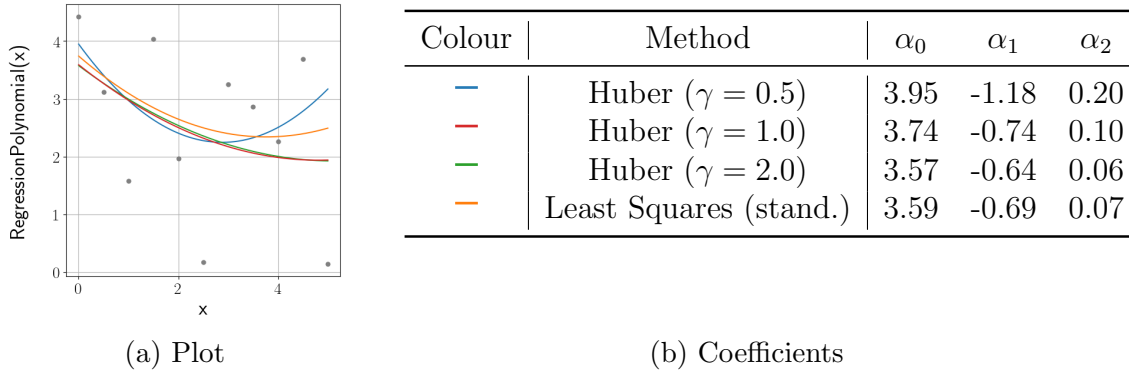 RegressionPolynomial(x)
4
3
2
1
0
0 2 4
x
(a) Plot
Colour Method α₀ α₁ α₂
Huber (γ = 0.5) 3.95 -1.18 0.20
Huber (γ = 1.0) 3.74 -0.74 0.10
Huber (γ = 2.0) 3.57 -0.64 0.06
Least Squares (stand.) 3.59 -0.69 0.07
(b) Coefficients